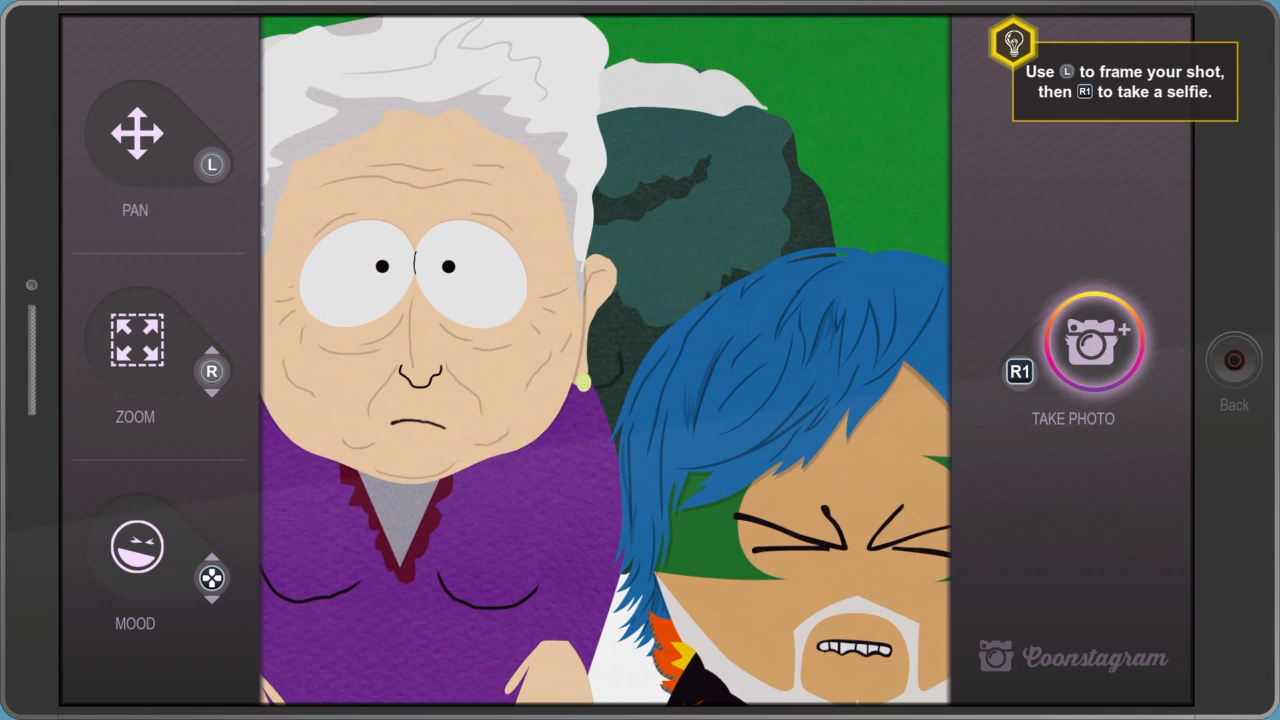 Use L to frame your shot,
then R1 to take a selfie.
L
PAN
R
ZOOM
MOOD
R1
TAKE PHOTO
Back
Coonstagram